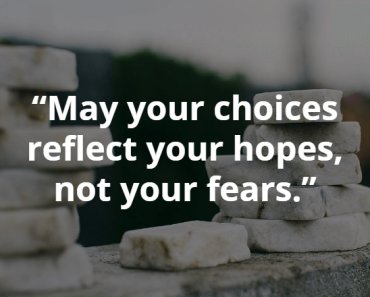 “May your choices
reflect your hopes,
not your fears.”